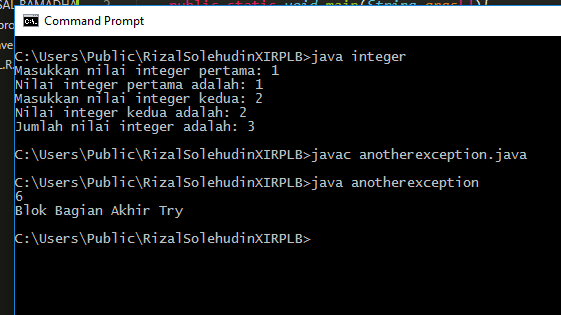 SAL RAMADHA 2 public static void main(String args[]){
Command Prompt
C:\Users\Public\RizalSolehudinXIRPLB>java integer
Masukkan nilai integer pertama: 1
Nilai integer pertama adalah: 1
Masukkan nilai integer kedua: 2
Nilai integer kedua adalah: 2
Jumlah nilai integer adalah: 3
C:\Users\Public\RizalSolehudinXIRPLB>javac anotherexception.java
C:\Users\Public\RizalSolehudinXIRPLB>java anotherexception
6
Blok Bagian Akhir Try
C:\Users\Public\RizalSolehudinXIRPLB>